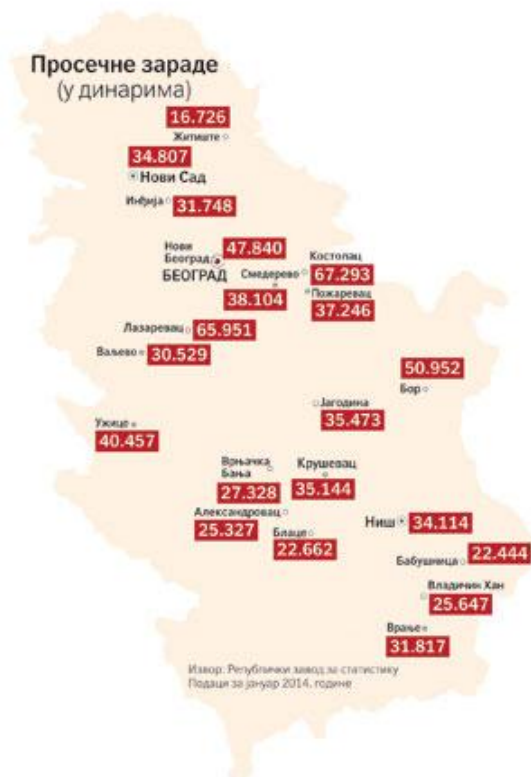 Просечне зараде
(у динарима)
16.726
Житиште
34.807
Нови Сад
Инђија
31.748
Нови
Београд
47.840
БЕОГРАД
Костолац
67.293
Смедерево
38.104
Пожаревац
37.246
Лазаревац
65.951
Ваљево
30.529
50.952
Бор
Јагодина
35.473
Ужице
40.457
Врњачка
Бања
27.328
Крушевац
35.144
Александровац
25.327
Блаце
22.662
Ниш
34.114
22.444
Бабушница
Владичин Хан
25.647
Врање
31.817
Извор: Републички завод за статистику
Подаци за јануар 2014. године